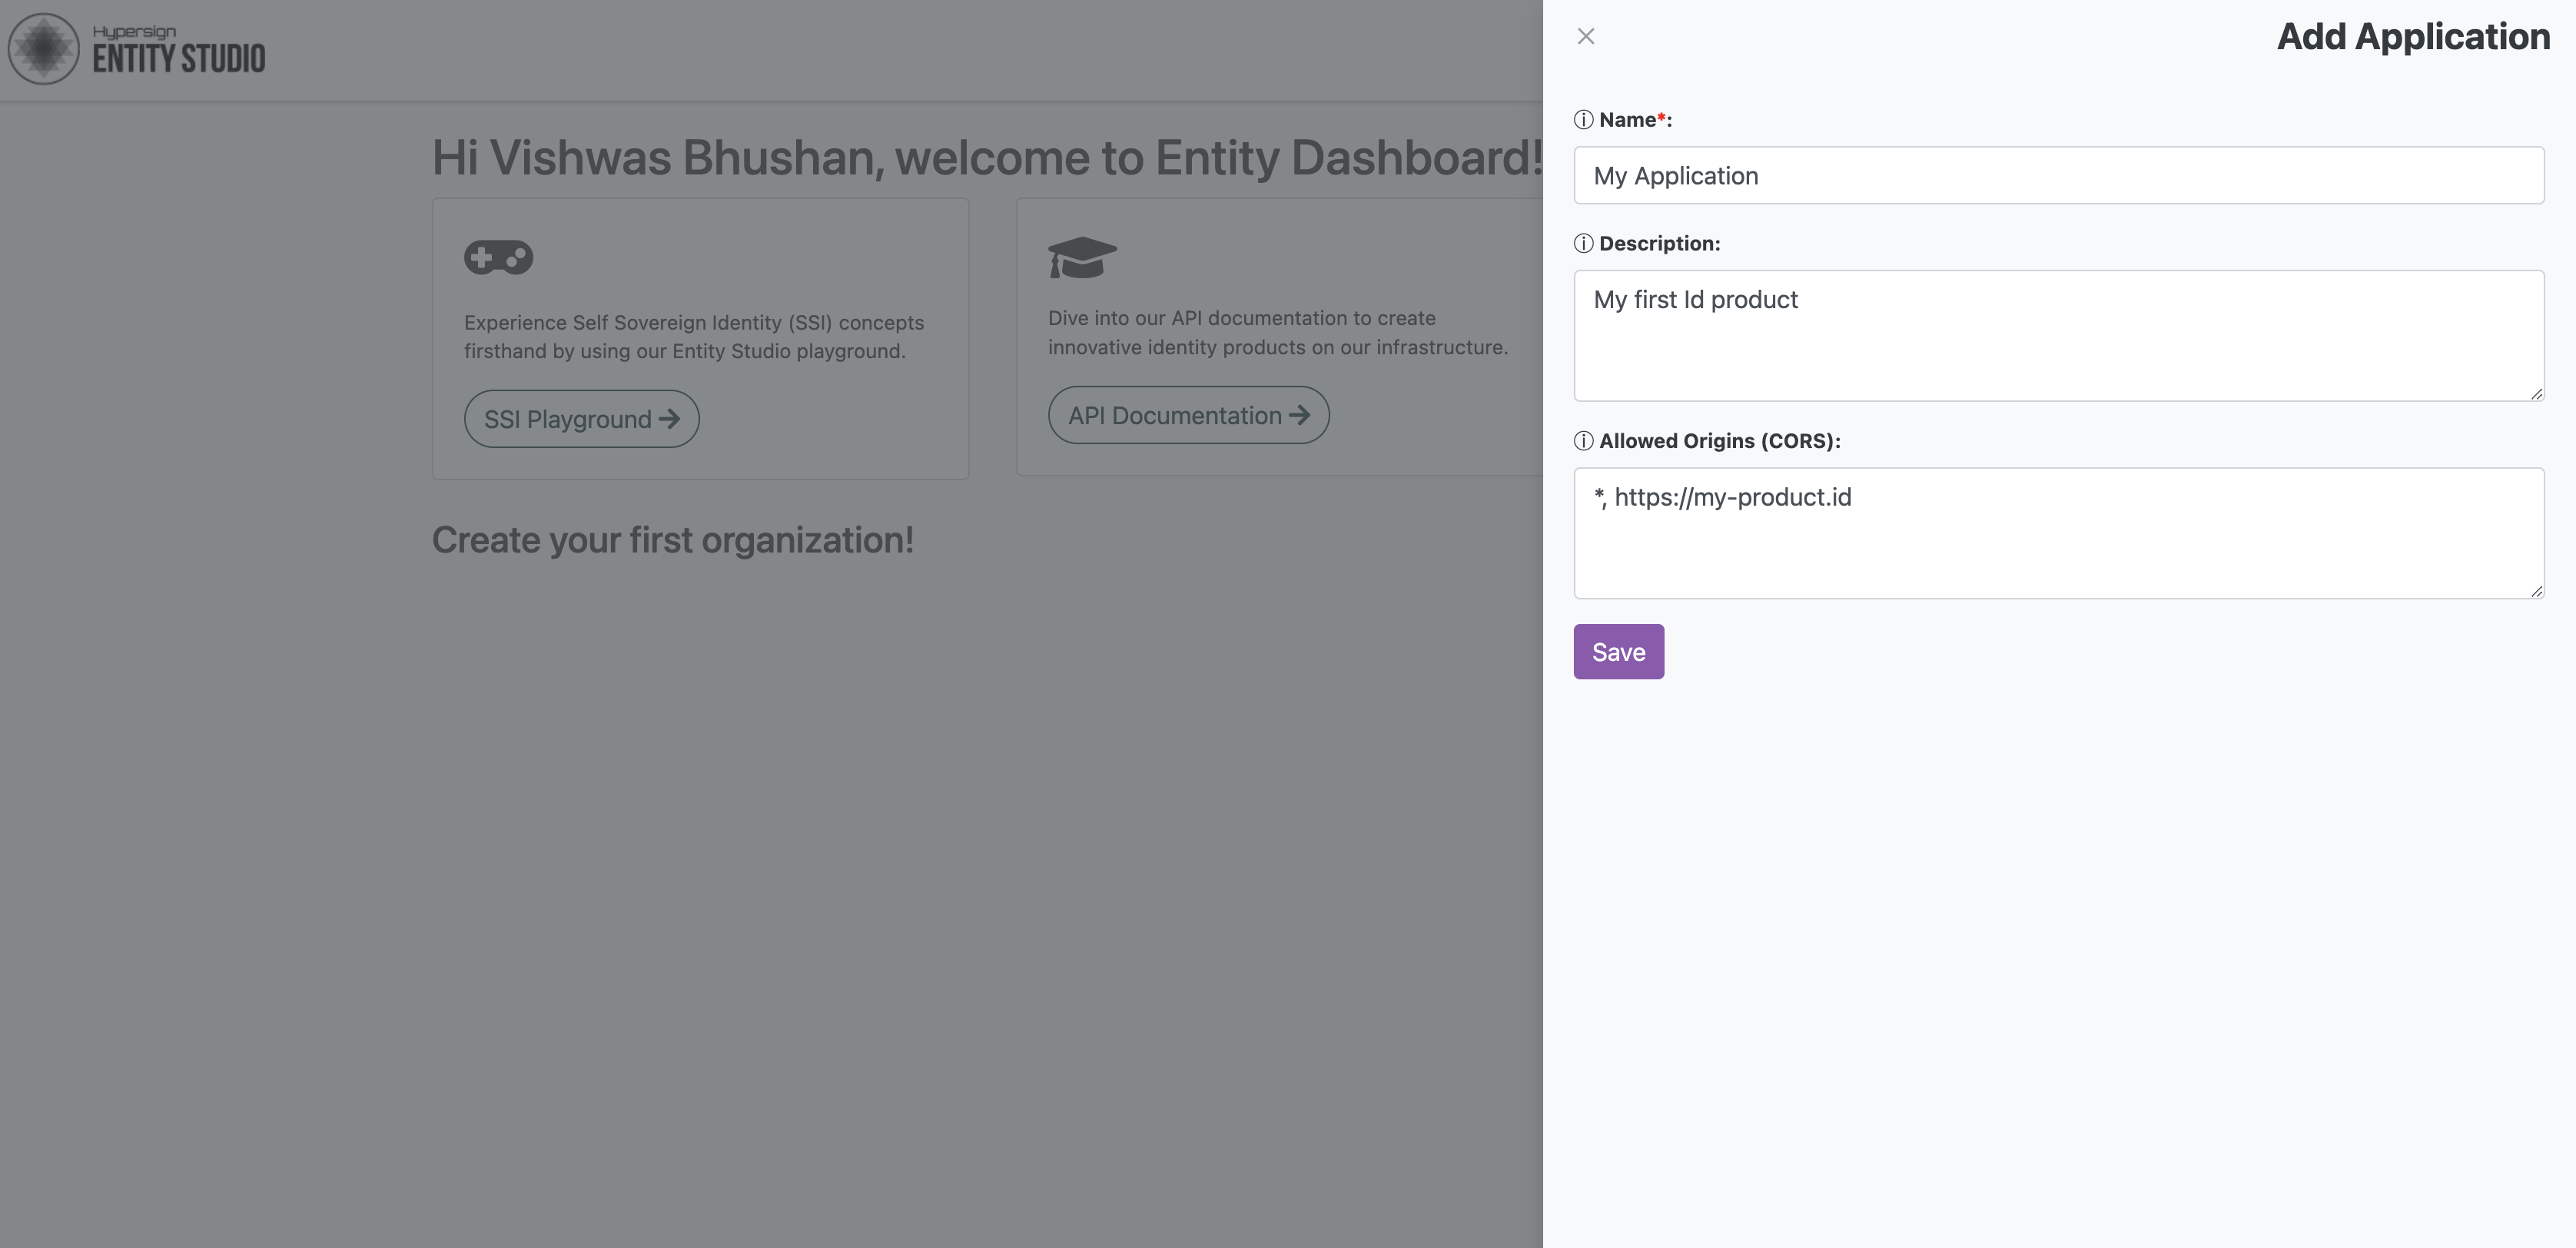 Hypersign
ENTITY STUDIO
Hi Vishwas Bhushan, welcome to Entity Dashboard!
Experience Self Sovereign Identity (SSI) concepts
firsthand by using our Entity Studio playground.
SSI Playground
Dive into our API documentation to create
innovative identity products on our infrastructure.
API Documentation
Create your first organization!
Add Application
Name*:
My Application
Description:
My first Id product
Allowed Origins (CORS):
*, https://my-product.id
Save